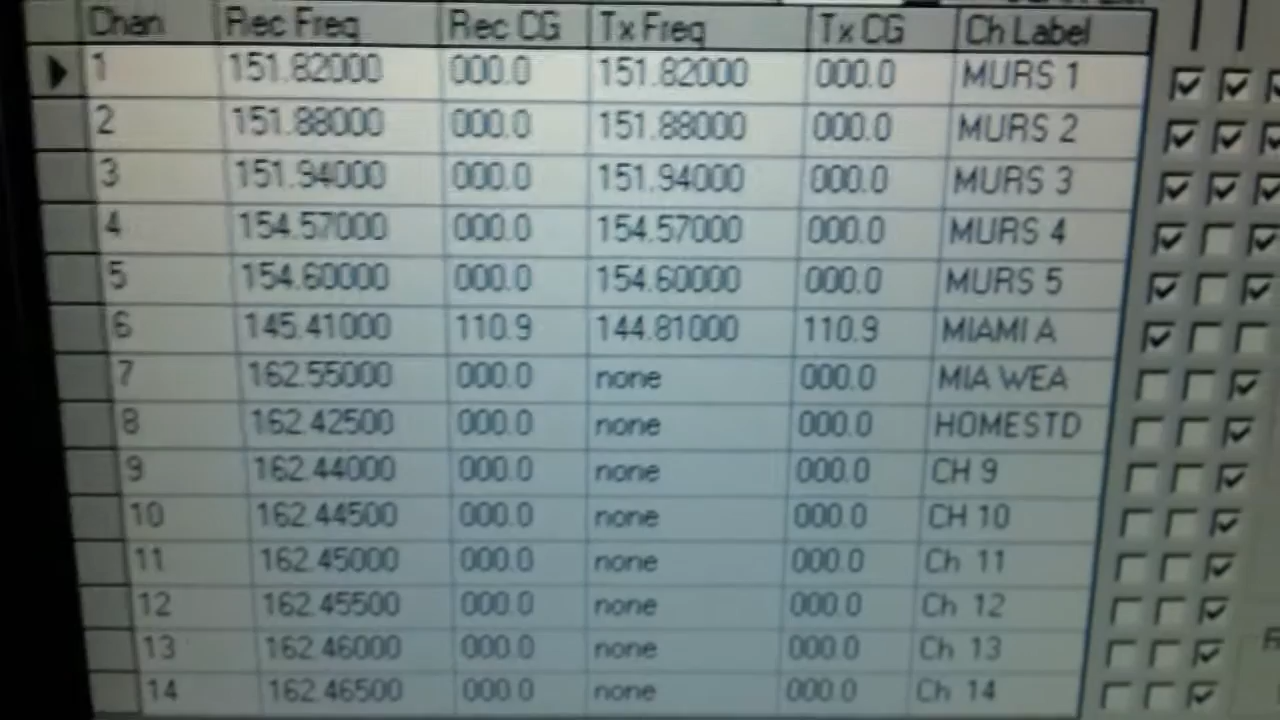 Chan Rec Freq Rec CG Tx Freq Tx CG Ch Label
1 151.82000 000.0 151.82000 000.0 MURS 1
2 151.88000 000.0 151.88000 000.0 MURS 2
3 151.94000 000.0 151.94000 000.0 MURS 3
4 154.57000 000.0 154.57000 000.0 MURS 4
5 154.60000 000.0 154.60000 000.0 MURS 5
6 145.41000 110.9 144.81000 110.9 MIAMI A
7 162.55000 000.0 none 000.0 MIA WEA
8 162.42500 000.0 none 000.0 HOMESTD
9 162.44000 000.0 none 000.0 CH 9
10 162.44500 000.0 none 000.0 CH 10
11 162.45000 000.0 none 000.0 Ch 11
12 162.45500 000.0 none 000.0 Ch 12
13 162.46000 000.0 none 000.0 Ch 13
14 162.46500 000.0 none 000.0 Ch 14